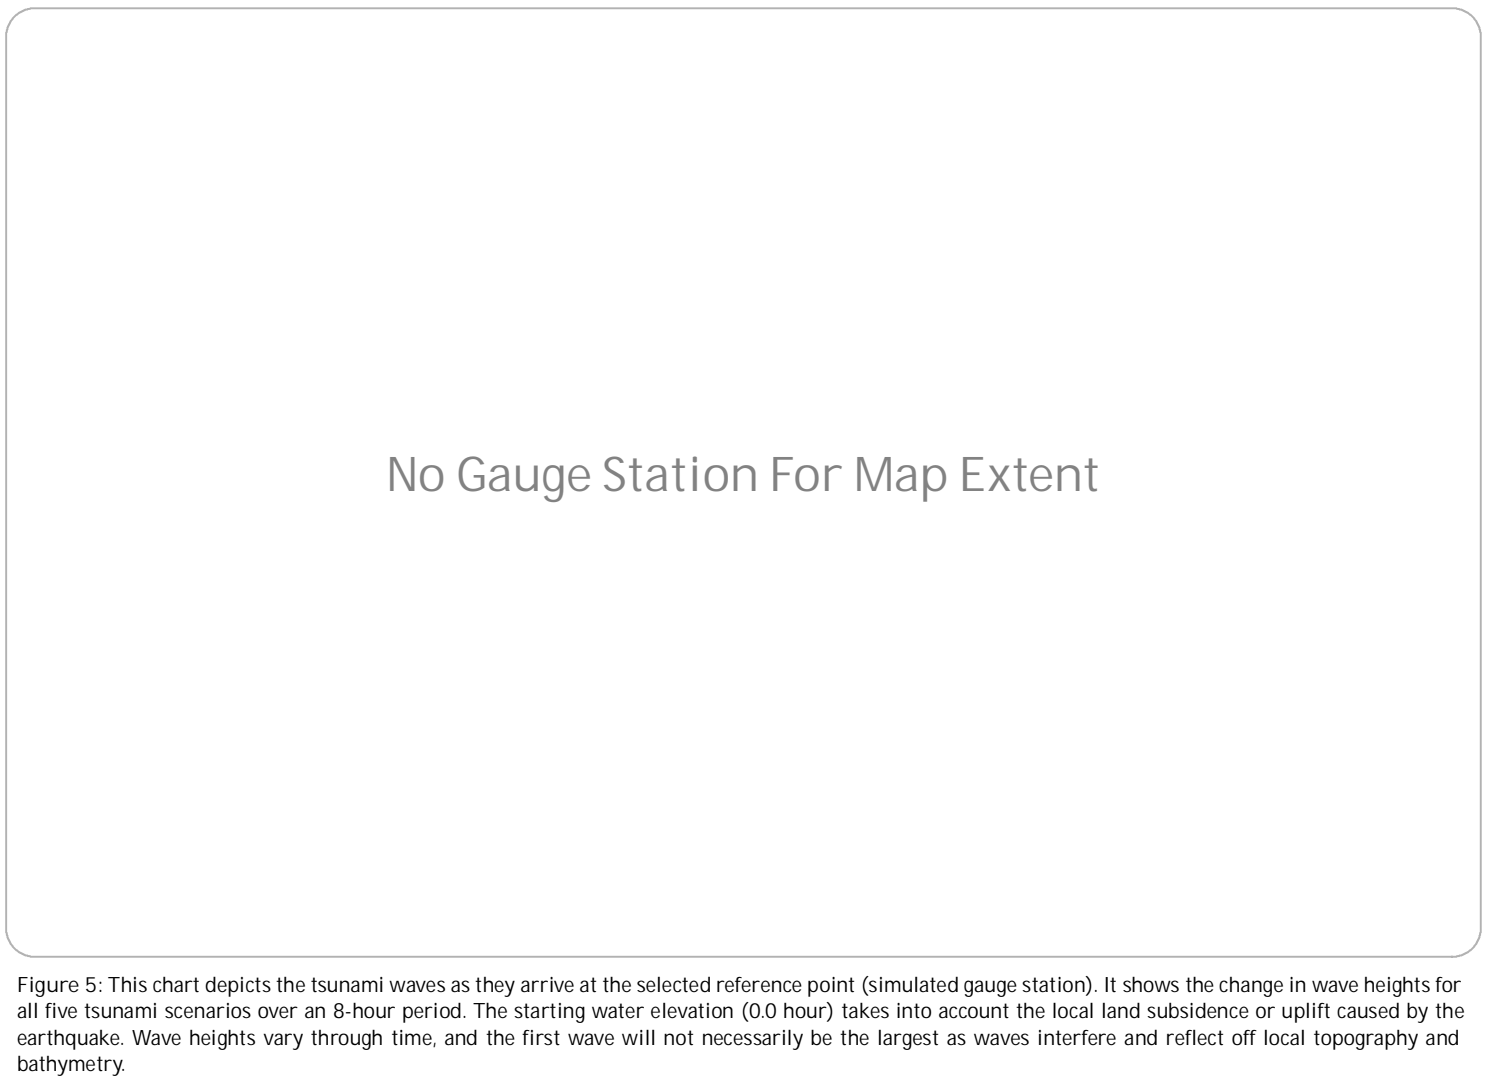 No Gauge Station For Map Extent
Figure 5: This chart depicts the tsunami waves as they arrive at the selected reference point (simulated gauge station). It shows the change in wave heights for
all five tsunami scenarios over an 8-hour period. The starting water elevation (0.0 hour) takes into account the local land subsidence or uplift caused by the
earthquake. Wave heights vary through time, and the first wave will not necessarily be the largest as waves interfere and reflect off local topography and
bathymetry.